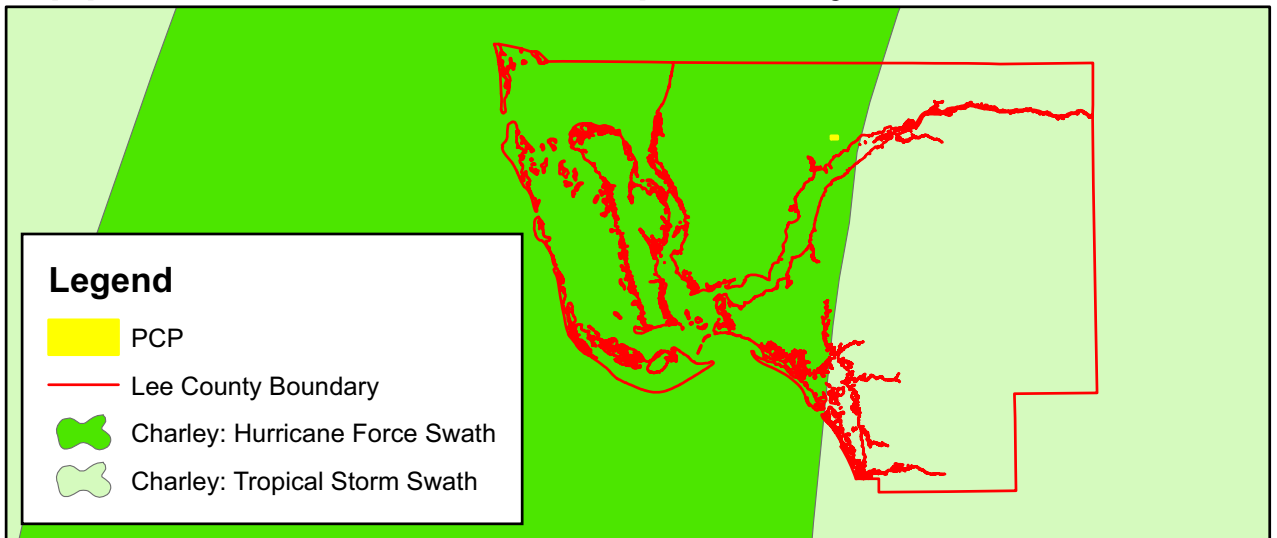 Legend
PCP
Lee County Boundary
Charley: Hurricane Force Swath
Charley: Tropical Storm Swath